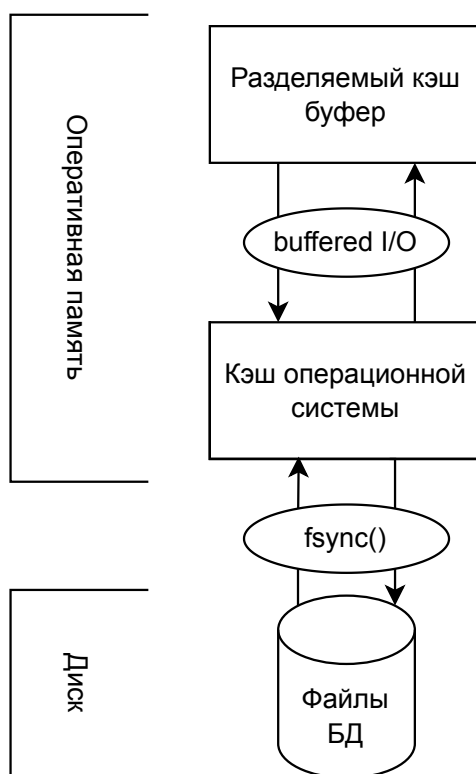 Разделяемый кэш
буфер
Оперативная память
buffered I/O
Кэш операционной
системы
fsync()
Диск
Файлы
БД